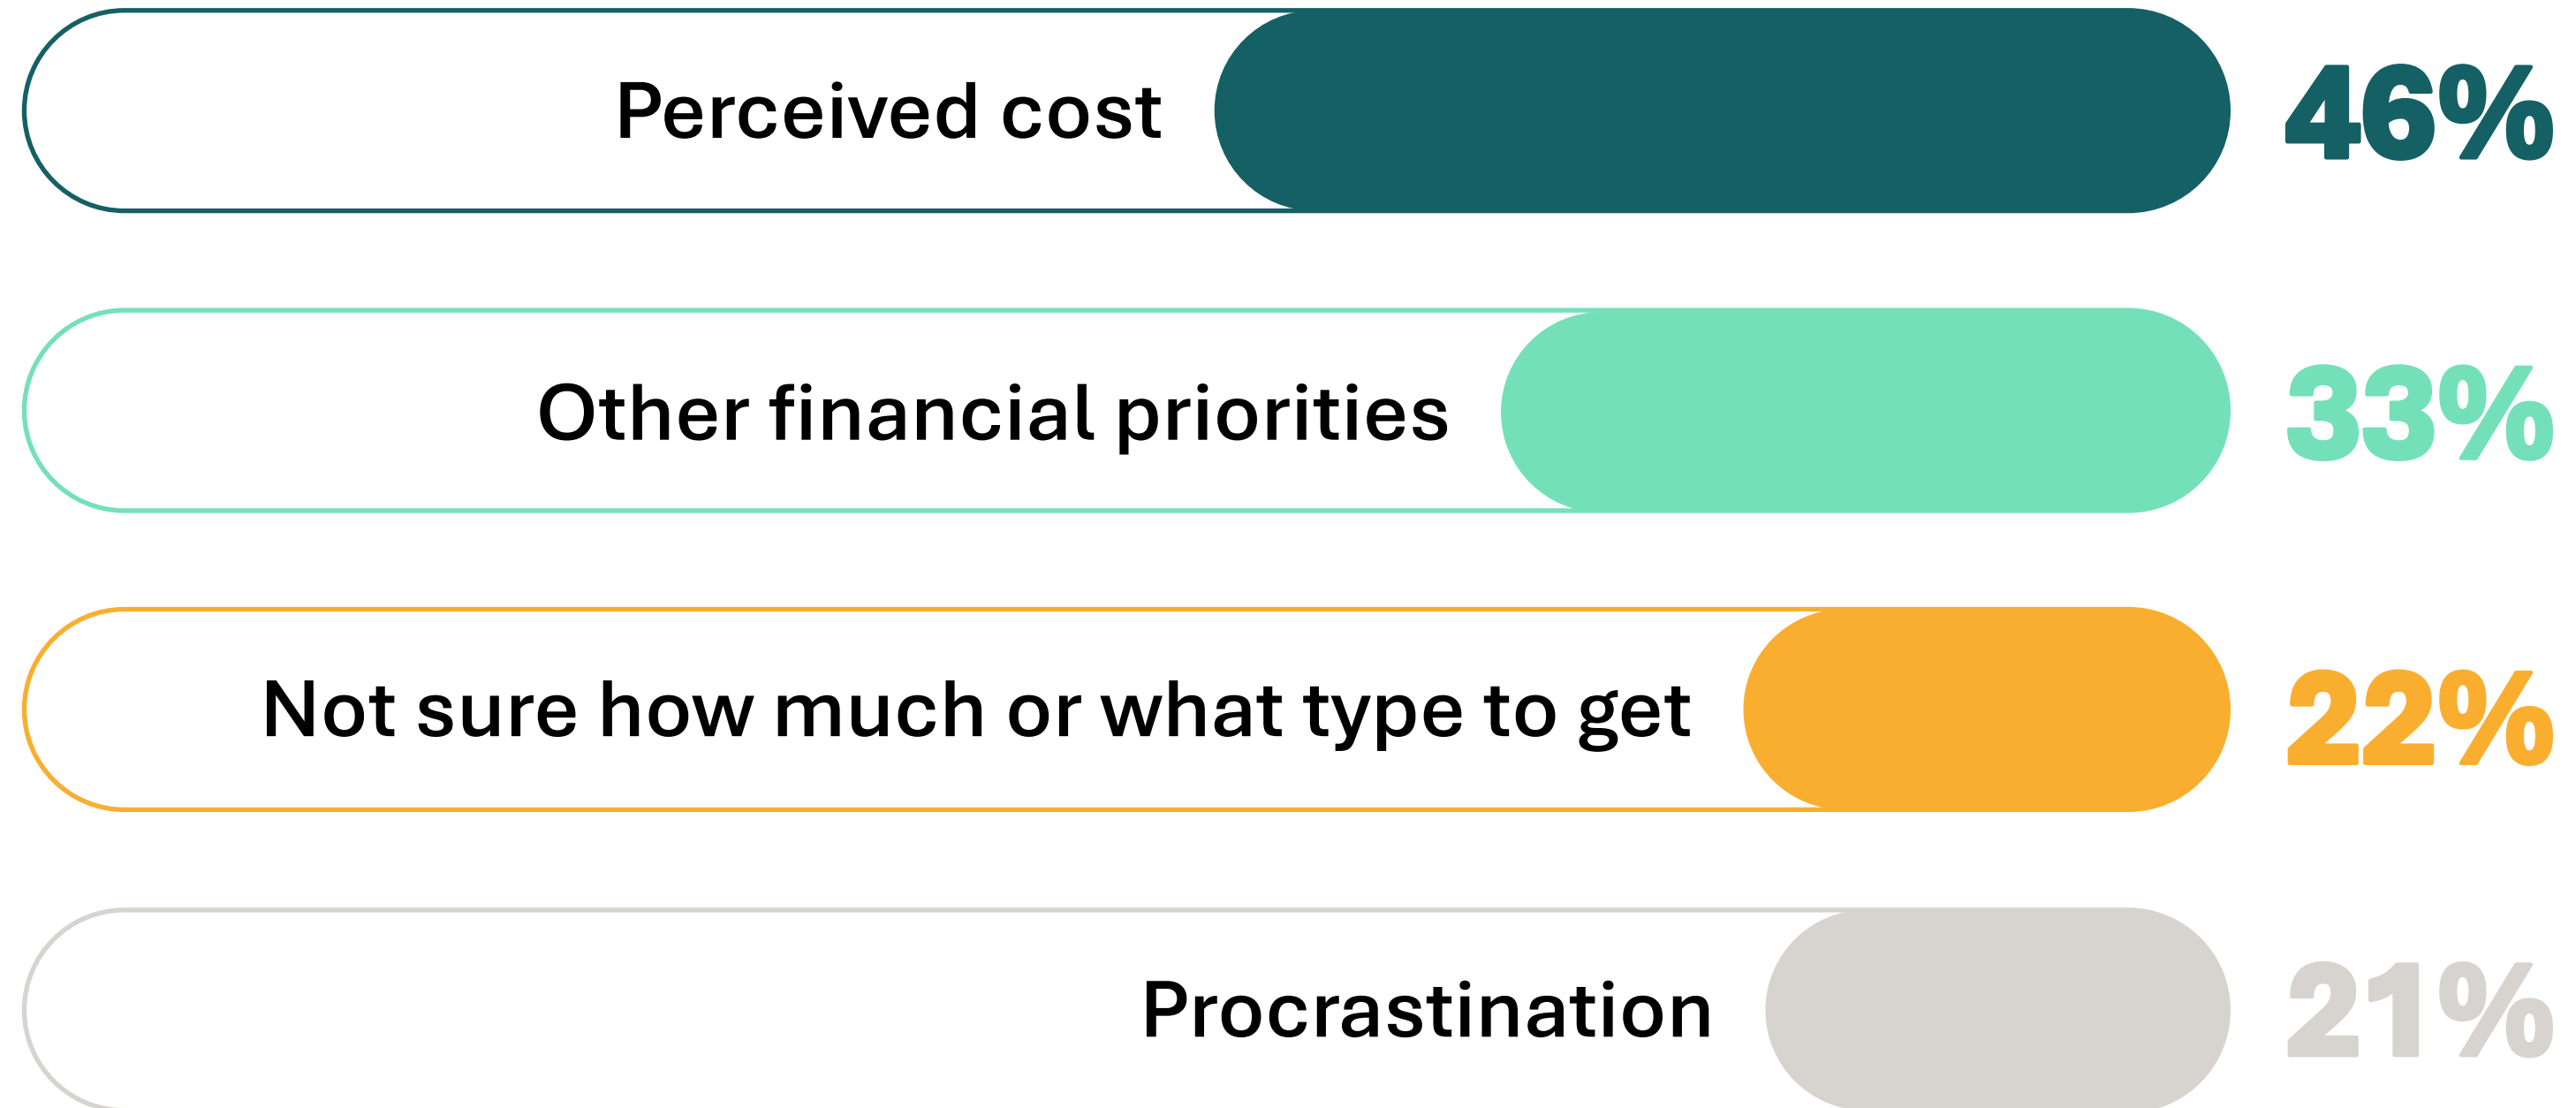 Perceived cost 46%
Other financial priorities 33%
Not sure how much or what type to get 22%
Procrastination 21%